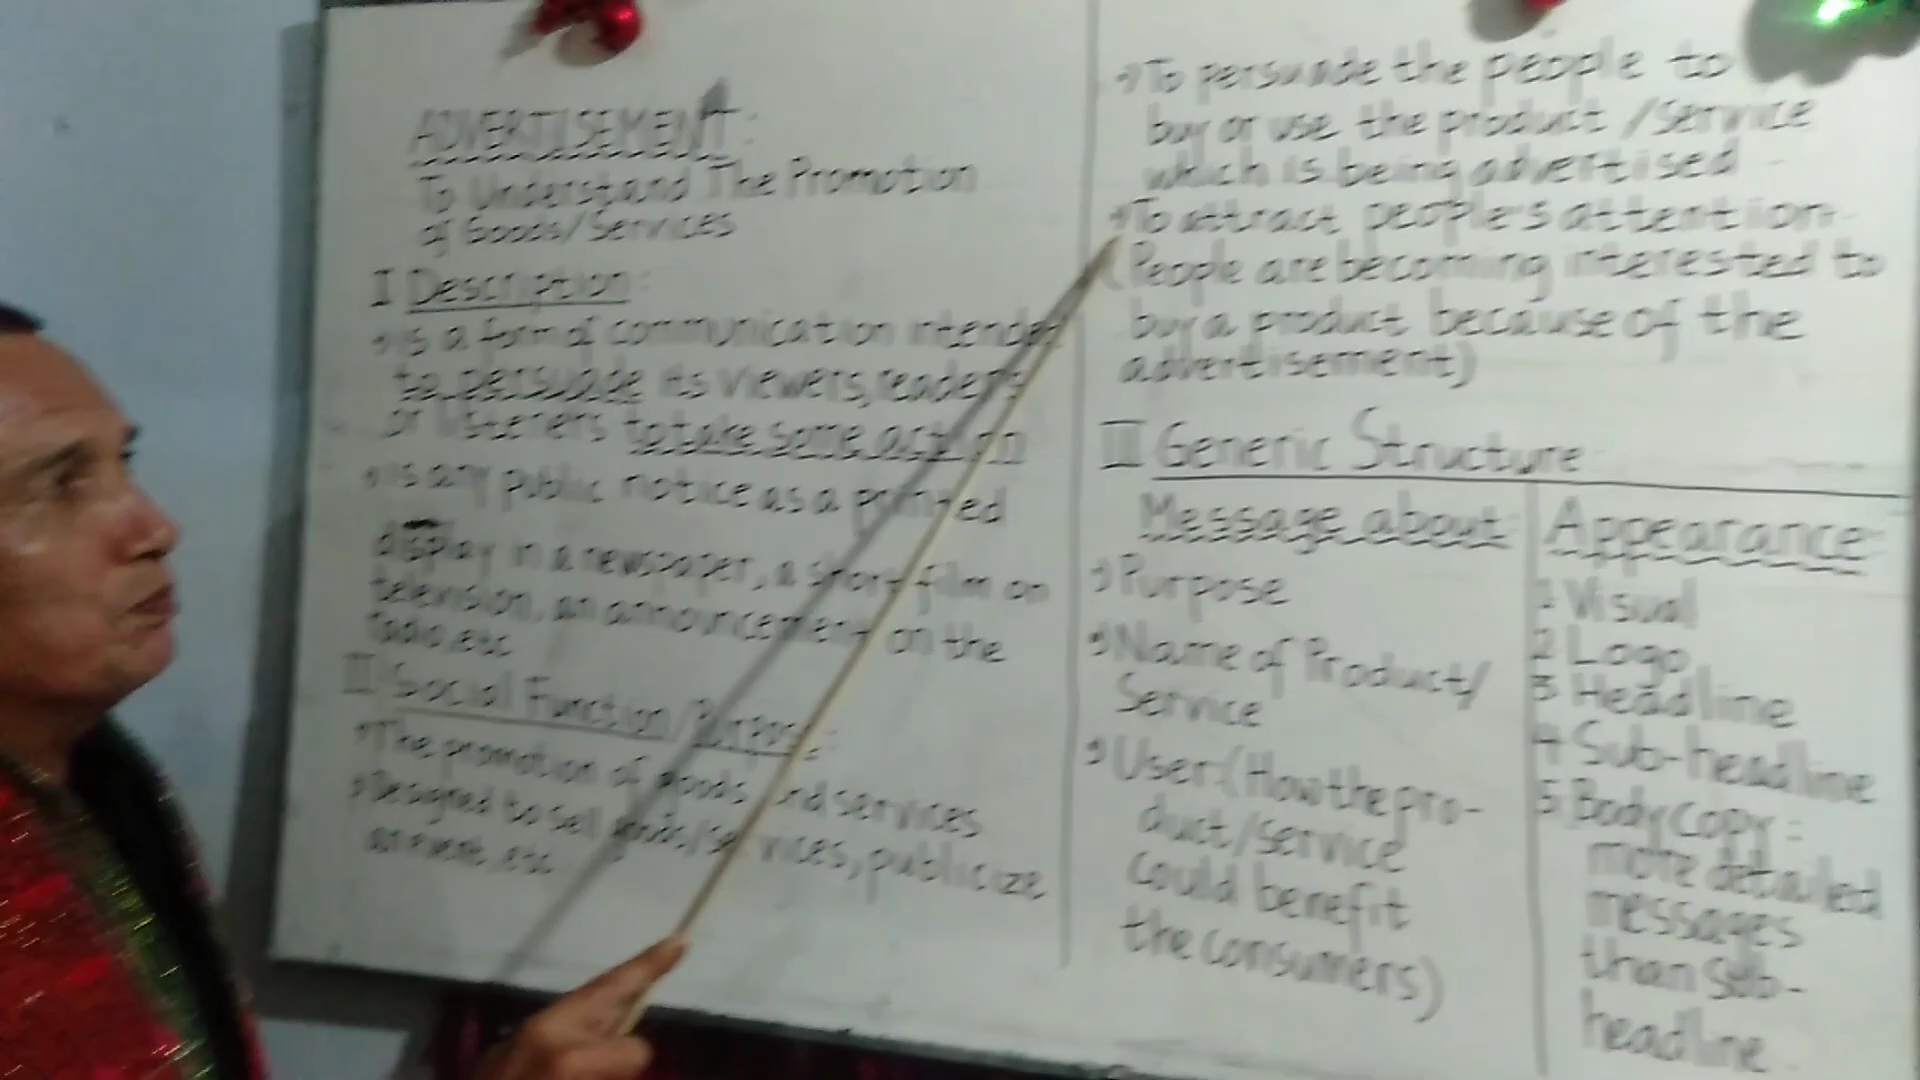 ADVERTISEMENT:
To Understand The Promotion
of Goods/Services
I Description:
• is a form of communication intended
to persuade its viewers, readers
or listeners to take some action
• is any public notice as a printed
display in a newspaper, a short film on
television, an announcement on the
radio, etc
II Social Function/Purpose:
• The promotion of goods and services
• Designed to sell goods/services, publicize
an event, etc
• To persuade the people to
buy or use the product /Service
which is being advertised
• To attract people's attention
(People are becoming interested to
buy a product because of the
advertisement)
III Generic Structure:
Message about:
• Purpose
• Name of Product/
Service
• User: (How the pro-
duct/service
could benefit
the consumers)
Appearance:
1 Visual
2 Logo
3 Headline
4 Sub-headline
5 Body copy:
more detailed
messages
than sub-
headline